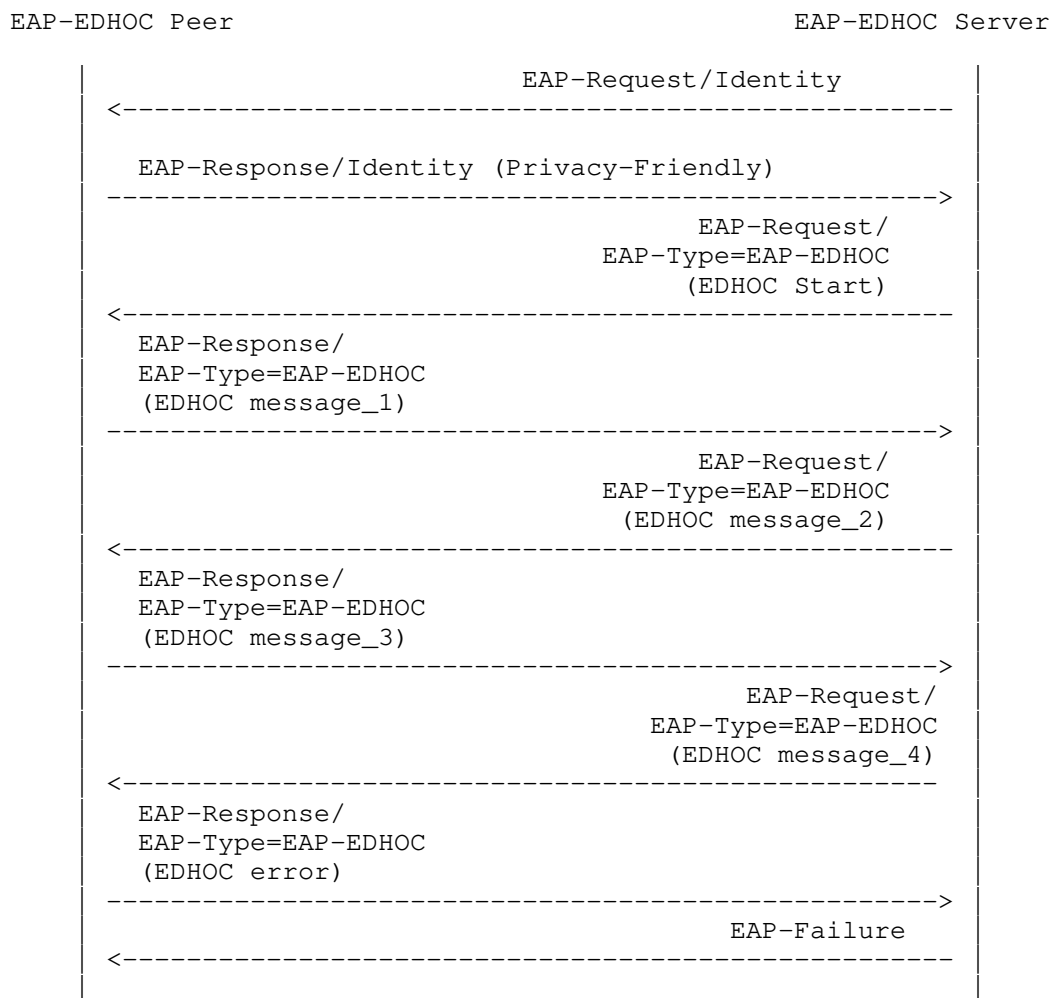 EAP-EDHOC Peer EAP-EDHOC Server
EAP-Request/Identity
EAP-Response/Identity (Privacy-Friendly)
EAP-Request/
EAP-Type=EAP-EDHOC
(EDHOC Start)
EAP-Response/
EAP-Type=EAP-EDHOC
(EDHOC message_1)
EAP-Request/
EAP-Type=EAP-EDHOC
(EDHOC message_2)
EAP-Response/
EAP-Type=EAP-EDHOC
(EDHOC message_3)
EAP-Request/
EAP-Type=EAP-EDHOC
(EDHOC message_4)
EAP-Response/
EAP-Type=EAP-EDHOC
(EDHOC error)
EAP-Failure